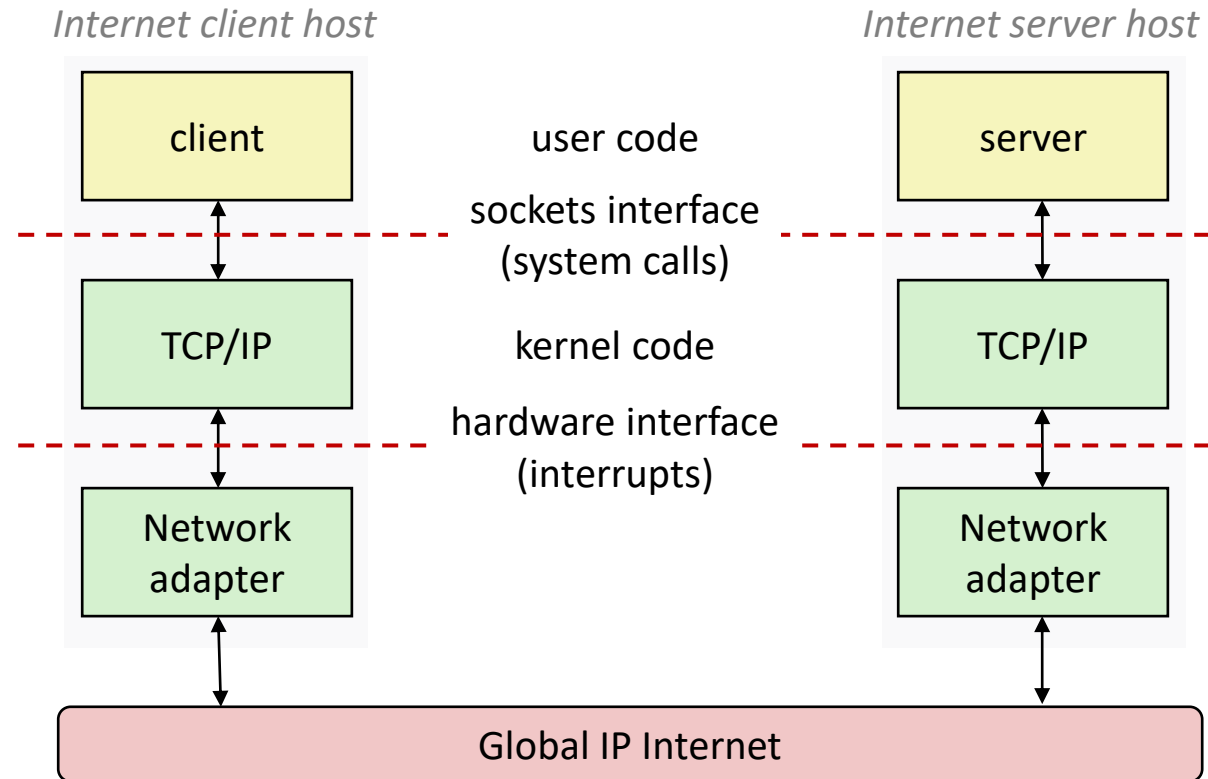 Internet client host
Internet server host
client
user code
server
sockets interface
(system calls)
TCP/IP
kernel code
TCP/IP
hardware interface
(interrupts)
Network
adapter
Network
adapter
Global IP Internet